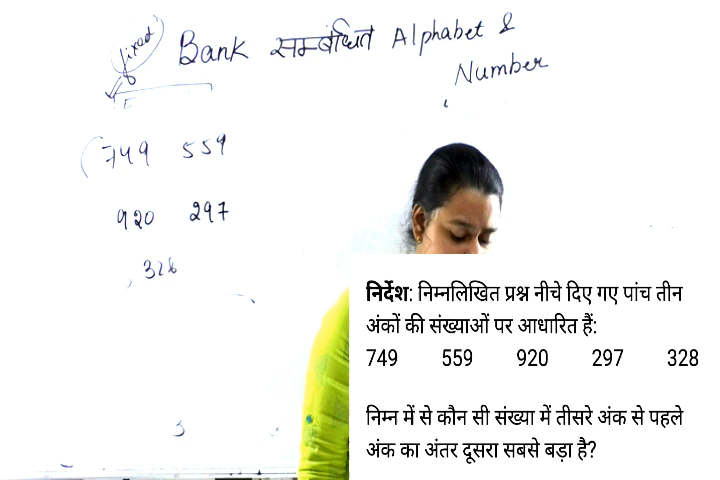 fixed
Bank सम्बंधित Alphabet &
Number
749 559
920 297
328
निर्देश: निम्नलिखित प्रश्न नीचे दिए गए पांच तीन
अंकों की संख्याओं पर आधारित हैं:
749 559 920 297 328
निम्न में से कौन सी संख्या में तीसरे अंक से पहले
अंक का अंतर दूसरा सबसे बड़ा है?